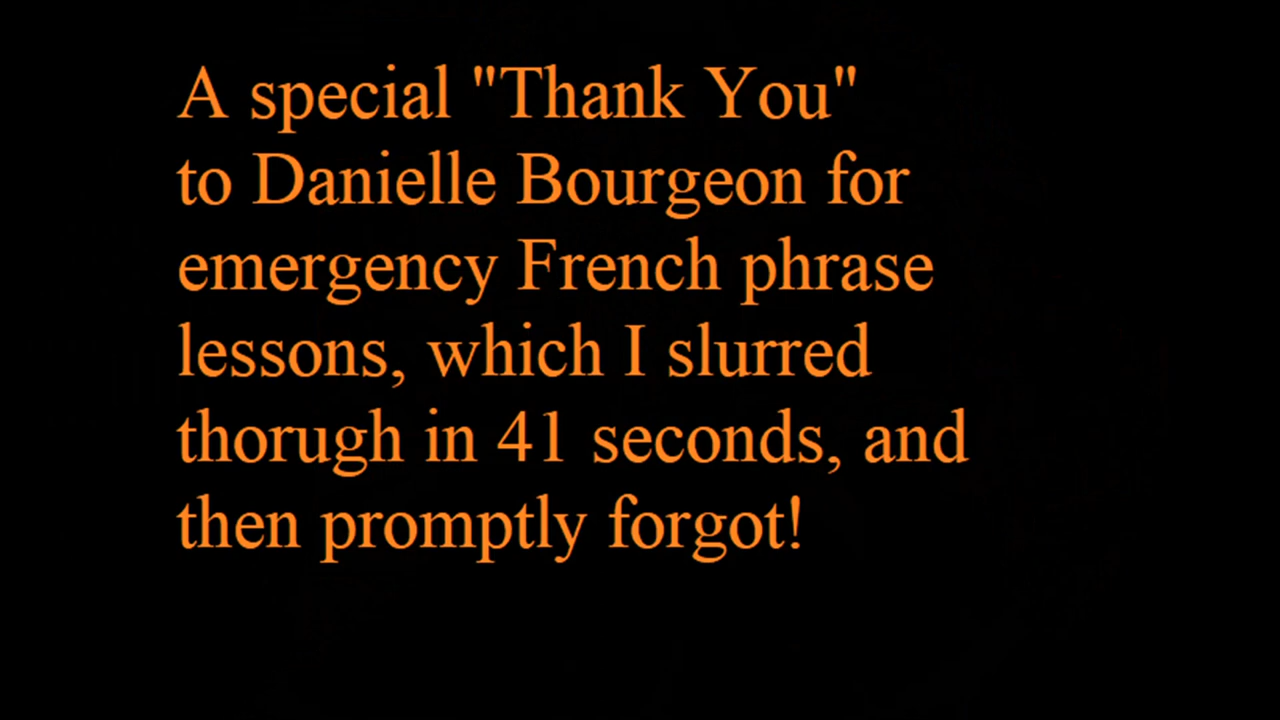 A special "Thank You"
to Danielle Bourgeon for
emergency French phrase
lessons, which I slurred
thorugh in 41 seconds, and
then promptly forgot!